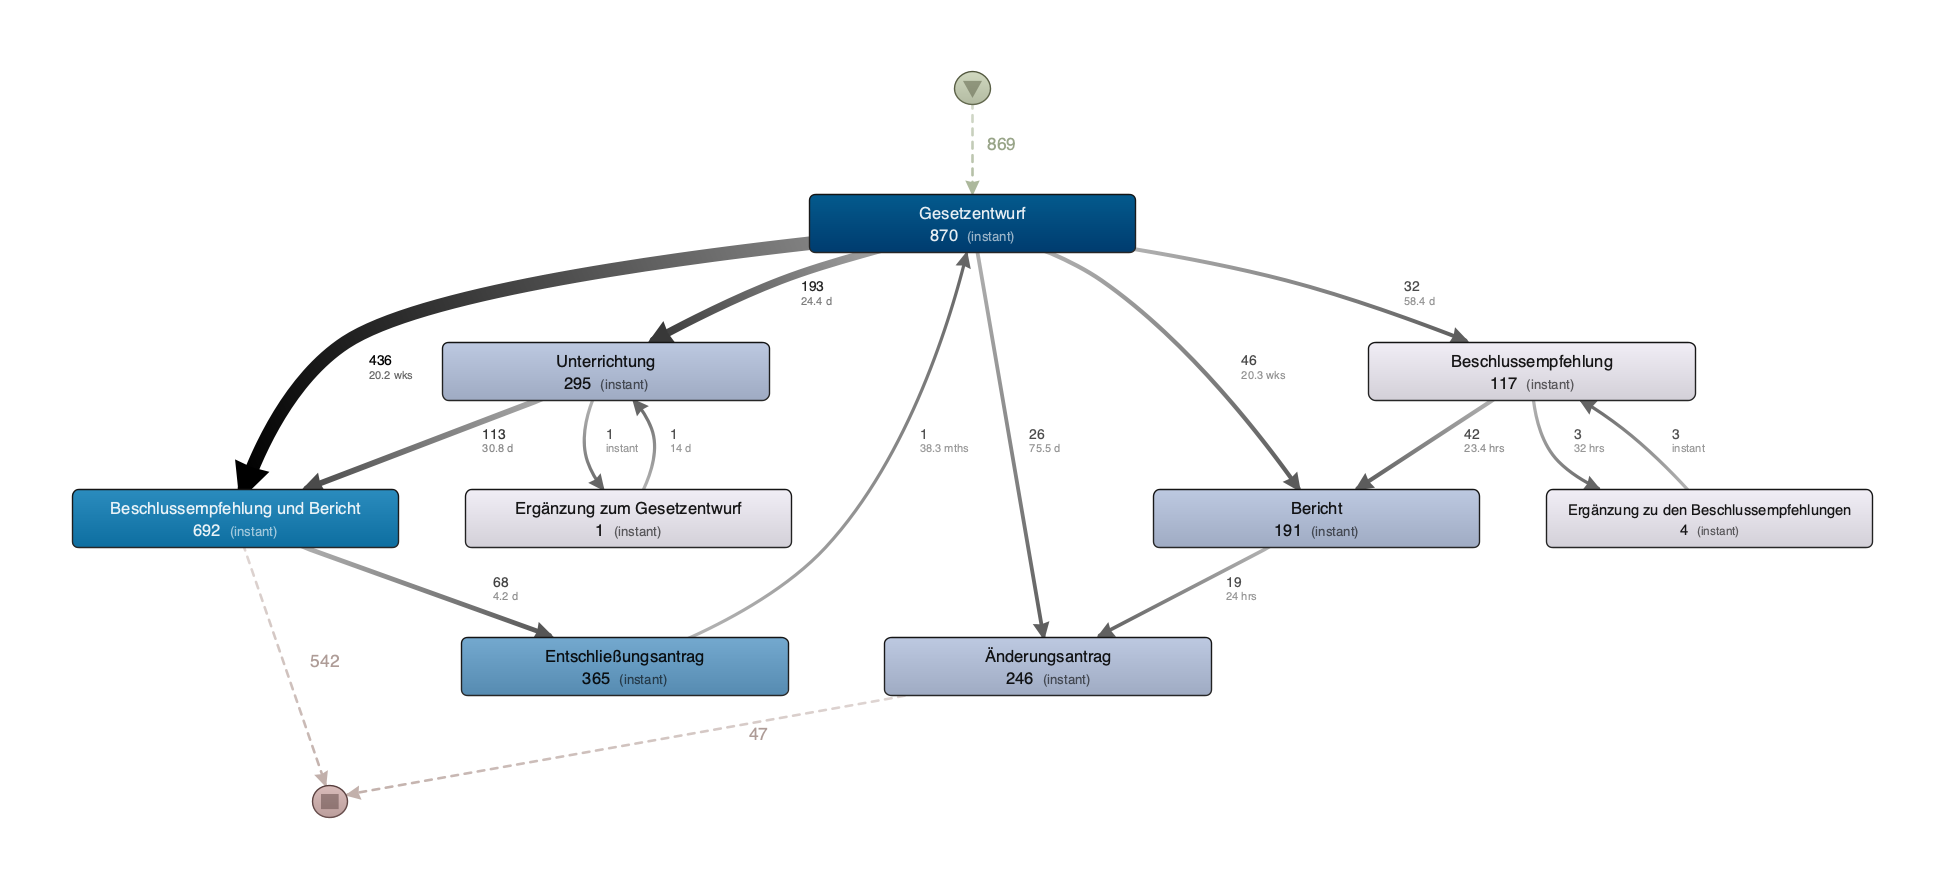 869
Gesetzentwurf
870 (instant)
193
24.4 d
32
58.4 d
436
20.2 wks
Unterrichtung
295 (instant)
46
20.3 wks
Beschlussempfehlung
117 (instant)
113
30.8 d
1
instant
1
14 d
1
38.3 mths
26
75.5 d
42
23.4 hrs
3
32 hrs
3
instant
Beschlussempfehlung und Bericht
692 (instant)
Ergänzung zum Gesetzentwurf
1 (instant)
Bericht
191 (instant)
Ergänzung zu den Beschlussempfehlungen
4 (instant)
68
4.2 d
19
24 hrs
542
Entschließungsantrag
365 (instant)
Änderungsantrag
246 (instant)
47